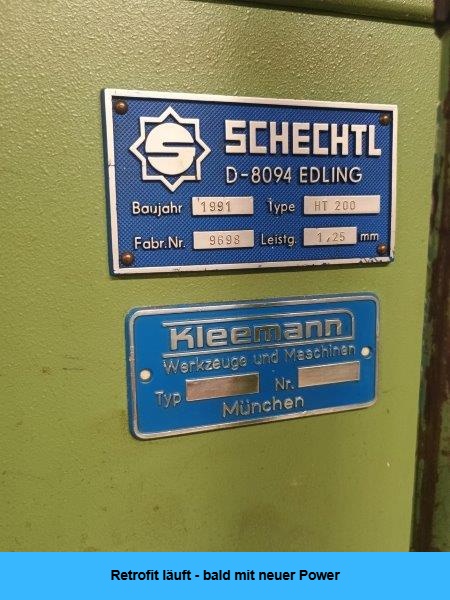 SCHECHTL
D-8094 EDLING
Baujahr 1991 Type HT 200
Fabr.Nr. 9698 Leistg. 1,25 mm
Kleemann
Werkzeuge und Maschinen
Typ Nr.
München
Retrofit läuft - bald mit neuer Power